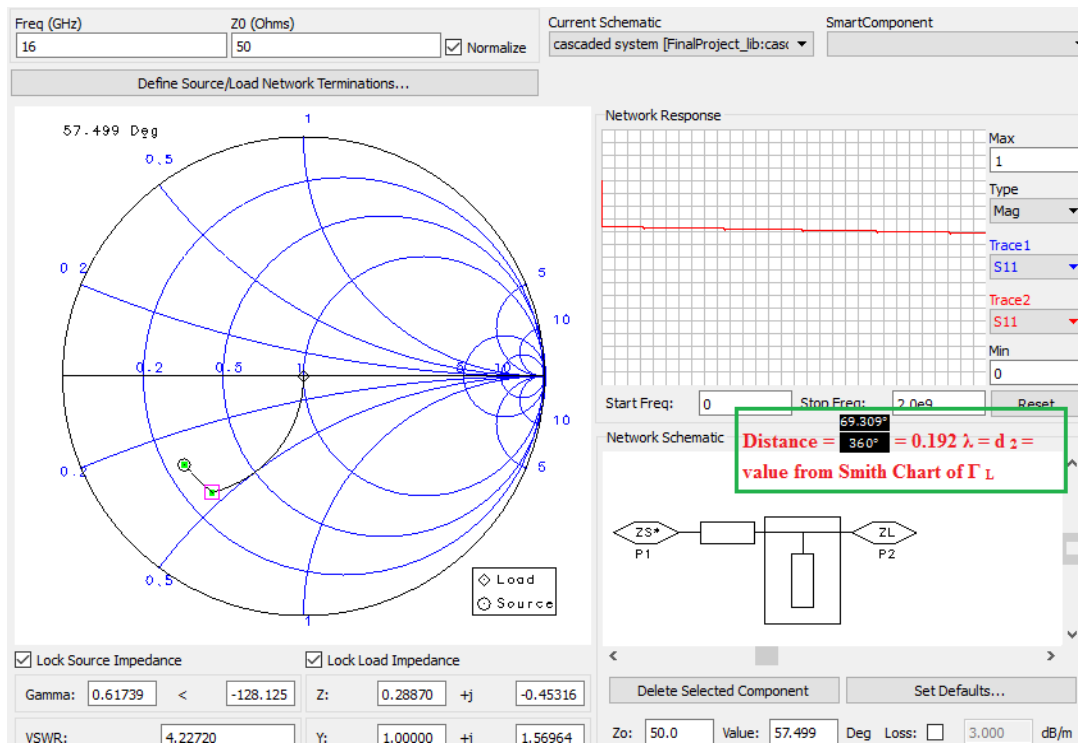 Freq (GHz)
Z0 (Ohms)
16
50
Normalize
Current Schematic
SmartComponent
cascaded system [FinalProject_lib:casc
Define Source/Load Network Terminations...
57.499 Deg
1
0.5
0.2
5
10
0.2
0.5
1
5
10
10
5
0.2
0.5
1
Load
Source
Network Response
Max
1
Type
Mag
Trace1
S11
Trace2
S11
Min
0
Start Freq:
0
Stop Freq:
2.0e9
Reset
Network Schematic
Distance = 69.309° / 360° = 0.192 λ = d 2 =
value from Smith Chart of Γ L
ZS*
P1
ZL
P2
Lock Source Impedance
Lock Load Impedance
Gamma: 0.61739 < -128.125 Z: 0.28870 +j -0.45316
VSWR: 4.22720 Y: 1.00000 +j 1.56964
Delete Selected Component
Set Defaults...
Zo: 50.0 Value: 57.499 Deg Loss: 3.000 dB/m